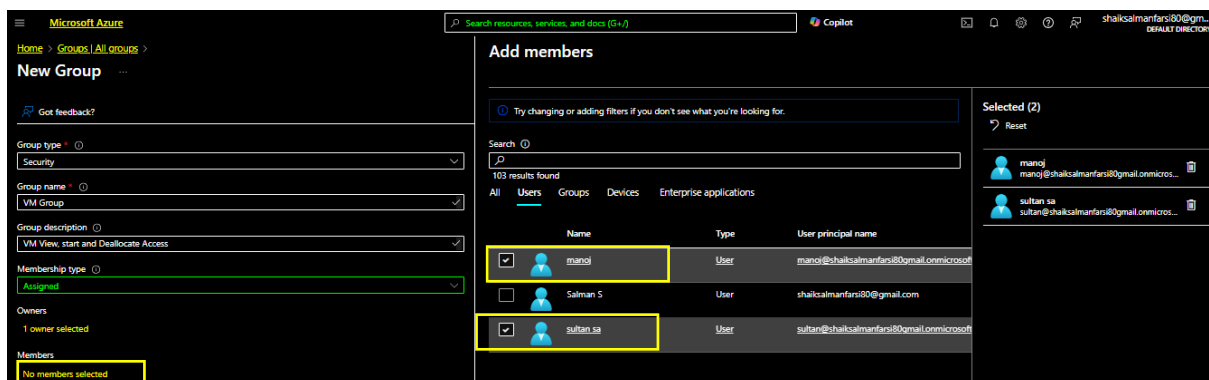 Microsoft Azure
Search resources, services, and docs (G+/)
Copilot
shaiksalmanfarsi80@gm...
DEFAULT DIRECTORY
Home > Groups | All groups >
New Group ...
Got feedback?
Group type * 
Security
Group name * 
VM Group
Group description
VM View, start and Deallocate Access
Membership type
Assigned
Owners
1 owner selected
Members
No members selected
Add members
Try changing or adding filters if you don't see what you're looking for.
Search
103 results found
All Users Groups Devices Enterprise applications
Name Type User principal name
manoj User manoj@shaiksalmanfarsi80gmail.onmicrosoft
Salman S User shaiksalmanfarsi80@gmail.com
sultan sa User sultan@shaiksalmanfarsi80gmail.onmicrosoft
Selected (2)
Reset
manoj
manoj@shaiksalmanfarsi80gmail.onmicros...
sultan sa
sultan@shaiksalmanfarsi80gmail.onmicros...